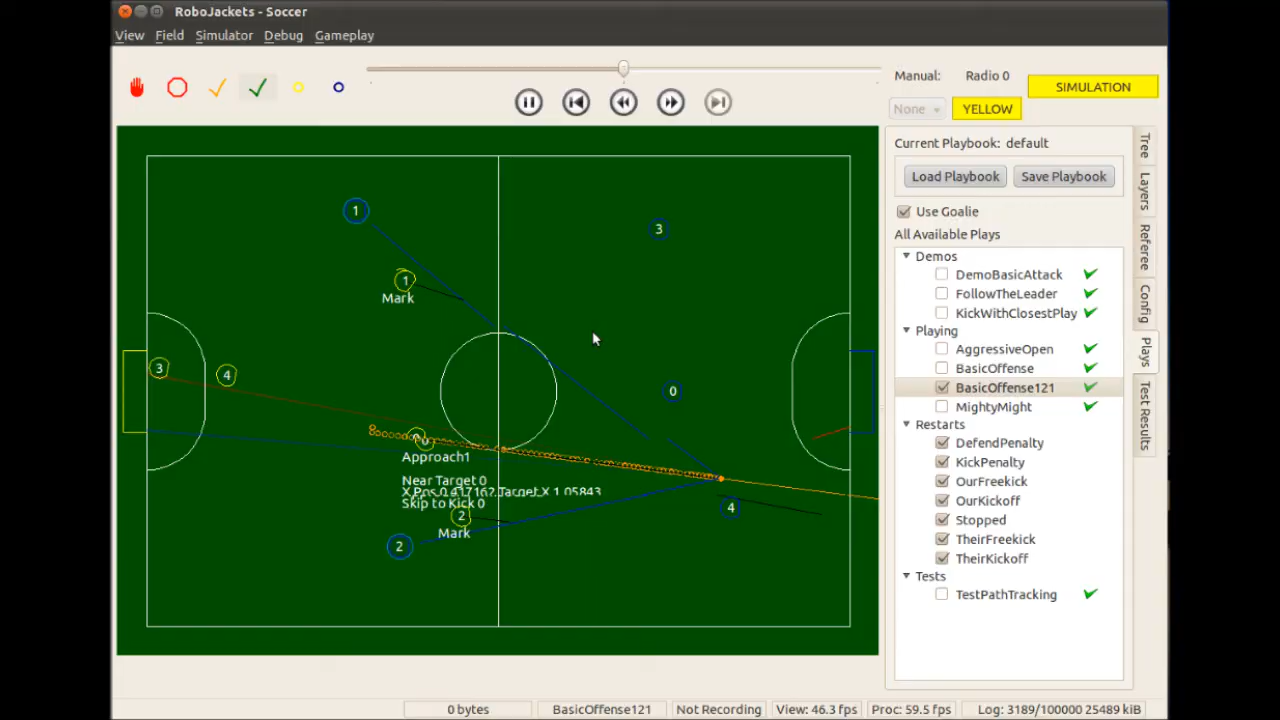 RoboJackets - Soccer
View Field Simulator Debug Gameplay
Manual: Radio 0
SIMULATION
None YELLOW
Current Playbook: default
Load Playbook Save Playbook
Use Goalie
All Available Plays
Demos
DemoBasicAttack
FollowTheLeader
KickWithClosestPlay
Playing
AggressiveOpen
BasicOffense
BasicOffense121
MightyMight
Restarts
DefendPenalty
KickPenalty
OurFreekick
OurKickoff
Stopped
TheirFreekick
TheirKickoff
Tests
TestPathTracking
Tree
Layers
Referee
Config
Plays
Test Results
1
3
1
Mark
3
4
0
0
Approach1
Near Target 0
Skip to Kick 0
2
Mark
4
2
0 bytes BasicOffense121 Not Recording View: 46.3 fps Proc: 59.5 fps Log: 3189/100000 25489 kiB